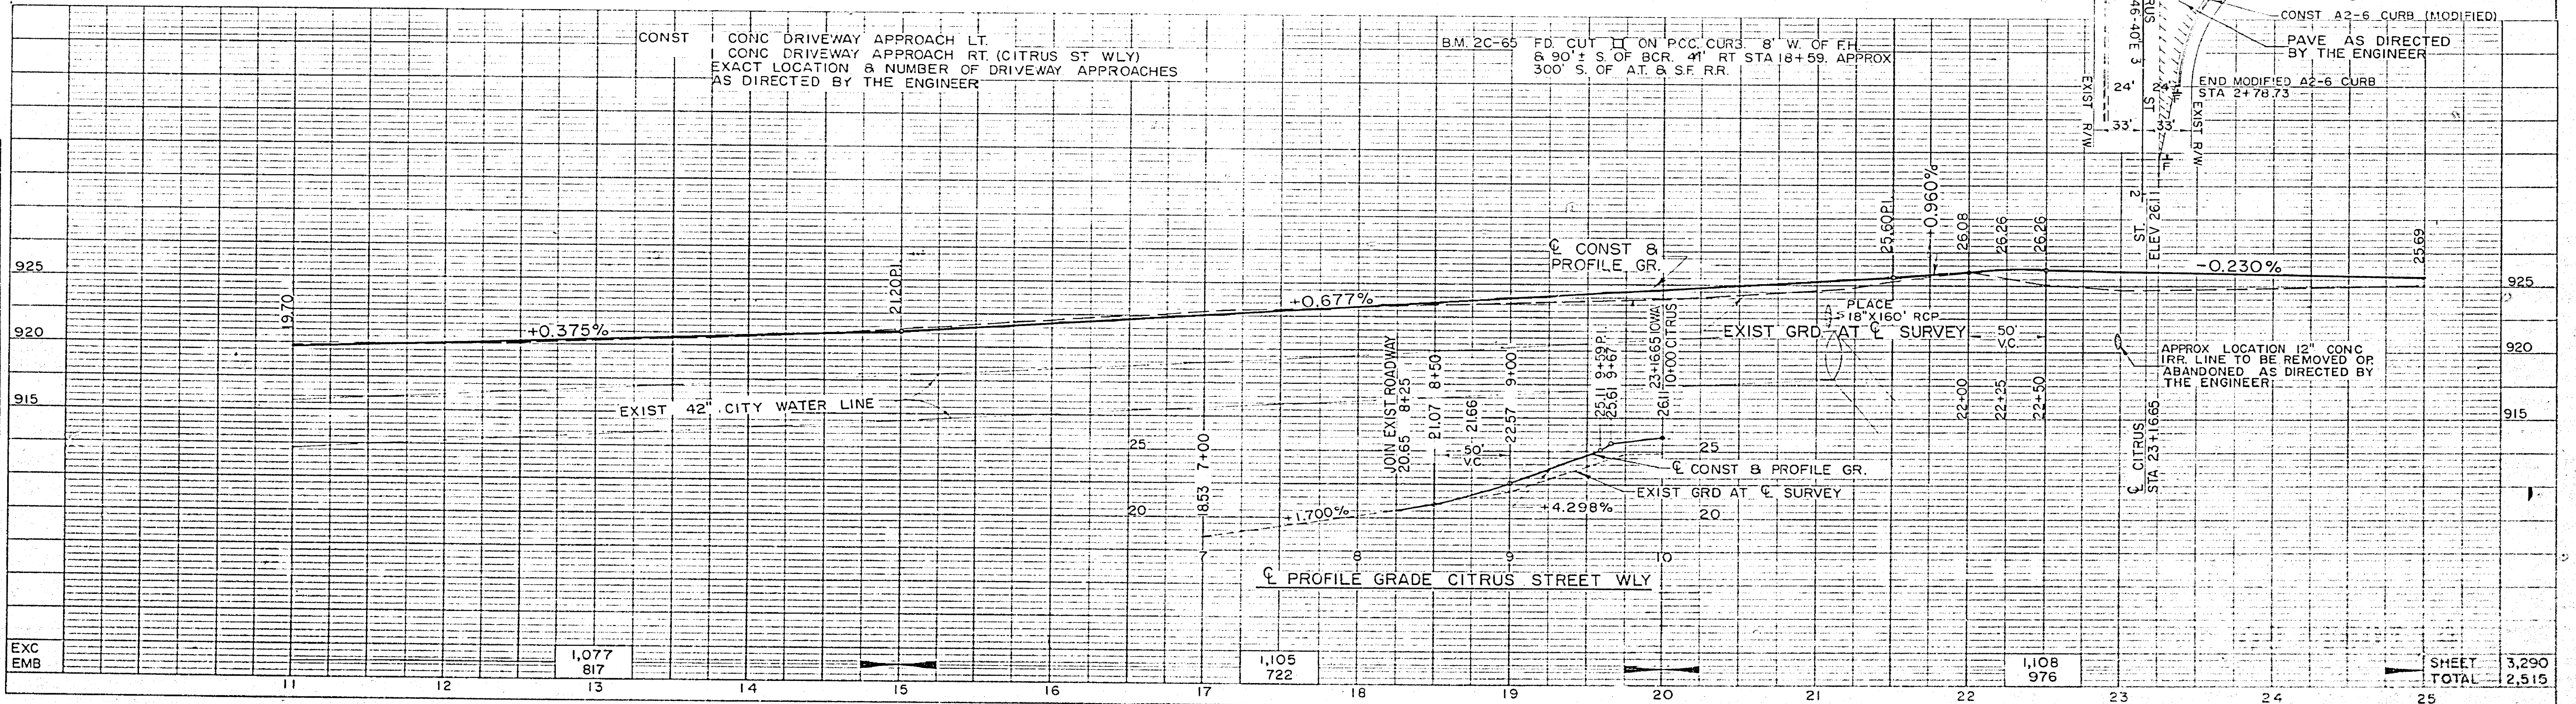 CONST 1 CONC DRIVEWAY APPROACH LT.
1 CONC DRIVEWAY APPROACH RT. (CITRUS ST WLY)
EXACT LOCATION & NUMBER OF DRIVEWAY APPROACHES
AS DIRECTED BY THE ENGINEER
B.M. 2C-65 FD. CUT ON P.C.C. CURB. 8' W. OF F.H.
& 90'± S. OF BCR. 41' RT STA 18+59. APPROX
300' S. OF A.T. & S.F. R.R.
CONST A2-6 CURB (MODIFIED)
PAVE AS DIRECTED
BY THE ENGINEER
END MODIFIED A2-6 CURB
STA 2+78.73
46-40 E
3
ST
24' 24'
33' 33'
EXIST R/W
EXIST R/W
2
925
920
915
19.70
+0.375%
21.20 P.I.
+0.677%
℄ CONST &
PROFILE GR.
25.60 P.I.
+0.960%
26.08
26.26
26.26
-0.230%
25.69
925
920
915
EXIST 42" CITY WATER LINE
PLACE
18"X160' RCP
EXIST GRD AT ℄ SURVEY
50'
V.C.
22+00
22+25
22+50
℄ CITRUS ST.
STA 23+16.65 ELEV 26.11
APPROX LOCATION 12" CONC
IRR. LINE TO BE REMOVED OR
ABANDONED AS DIRECTED BY
THE ENGINEER
25
20
18.53 7+00
JOIN EXIST ROADWAY
20.65 8+25
21.07 8+50
21.66
50'
V.C.
22.57 9+00
25.11 9+59 P.I.
25.61 9+67
23+16.65 IOWA
26.11 10+00 CITRUS
25
20
℄ CONST & PROFILE GR.
EXIST GRD AT ℄ SURVEY
+1.700%
+4.298%
7 8 9 10
℄ PROFILE GRADE CITRUS STREET WLY
EXC
EMB
1,077
817
1,105
722
1,108
976
SHEET 3,290
TOTAL 2,515
11 12 13 14 15 16 17 18 19 20 21 22 23 24 25